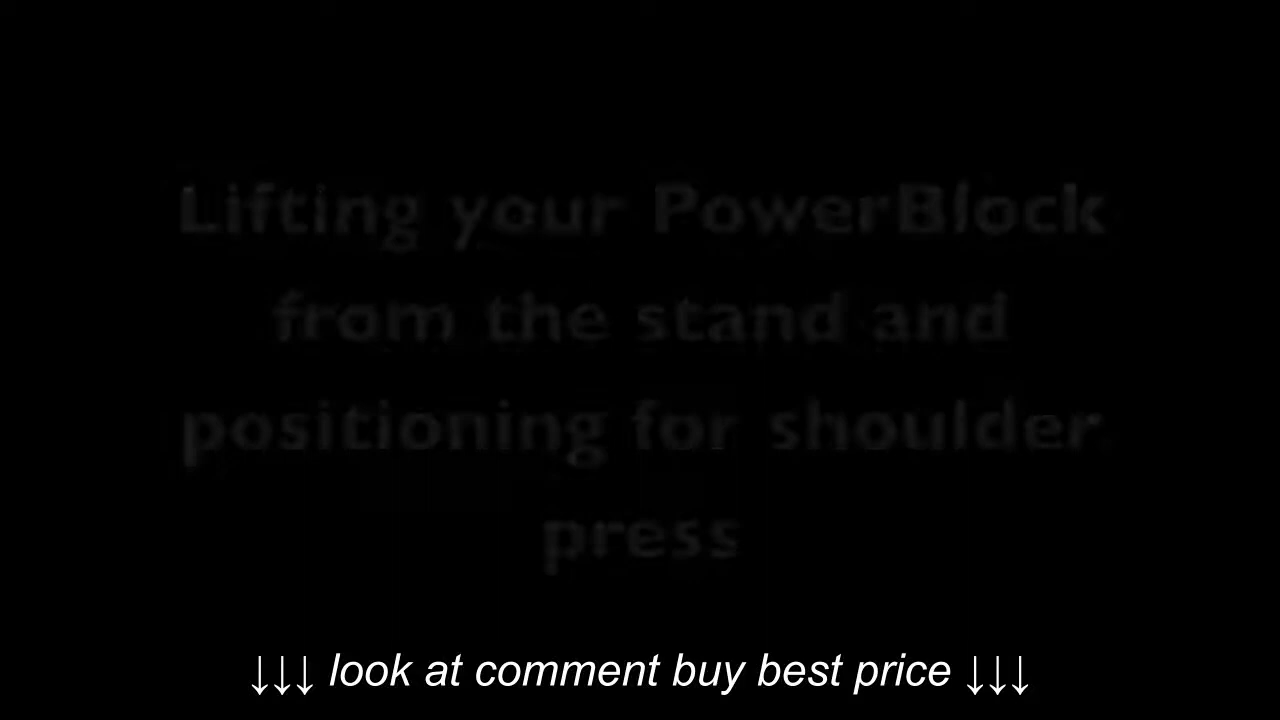 Lifting your PowerBlock
from the stand and
positioning for shoulder
press
↓↓↓ look at comment buy best price ↓↓↓